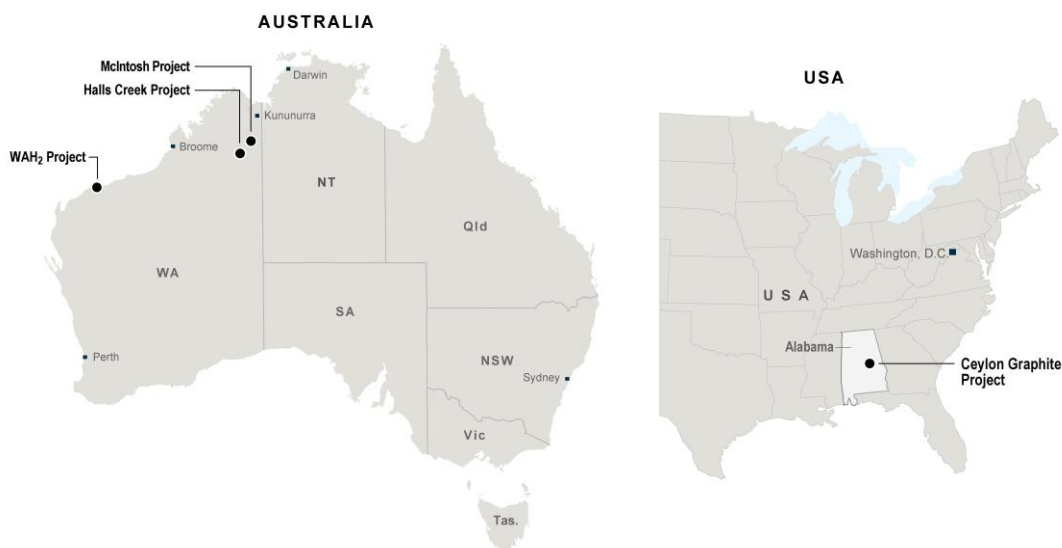 AUSTRALIA
McIntosh Project
Halls Creek Project
WAH₂ Project
Darwin
Kununurra
Broome
NT
Qld
WA
SA
Perth
NSW
Sydney
Vic
Tas.
USA
Washington, D.C.
USA
Alabama
Ceylon Graphite
Project